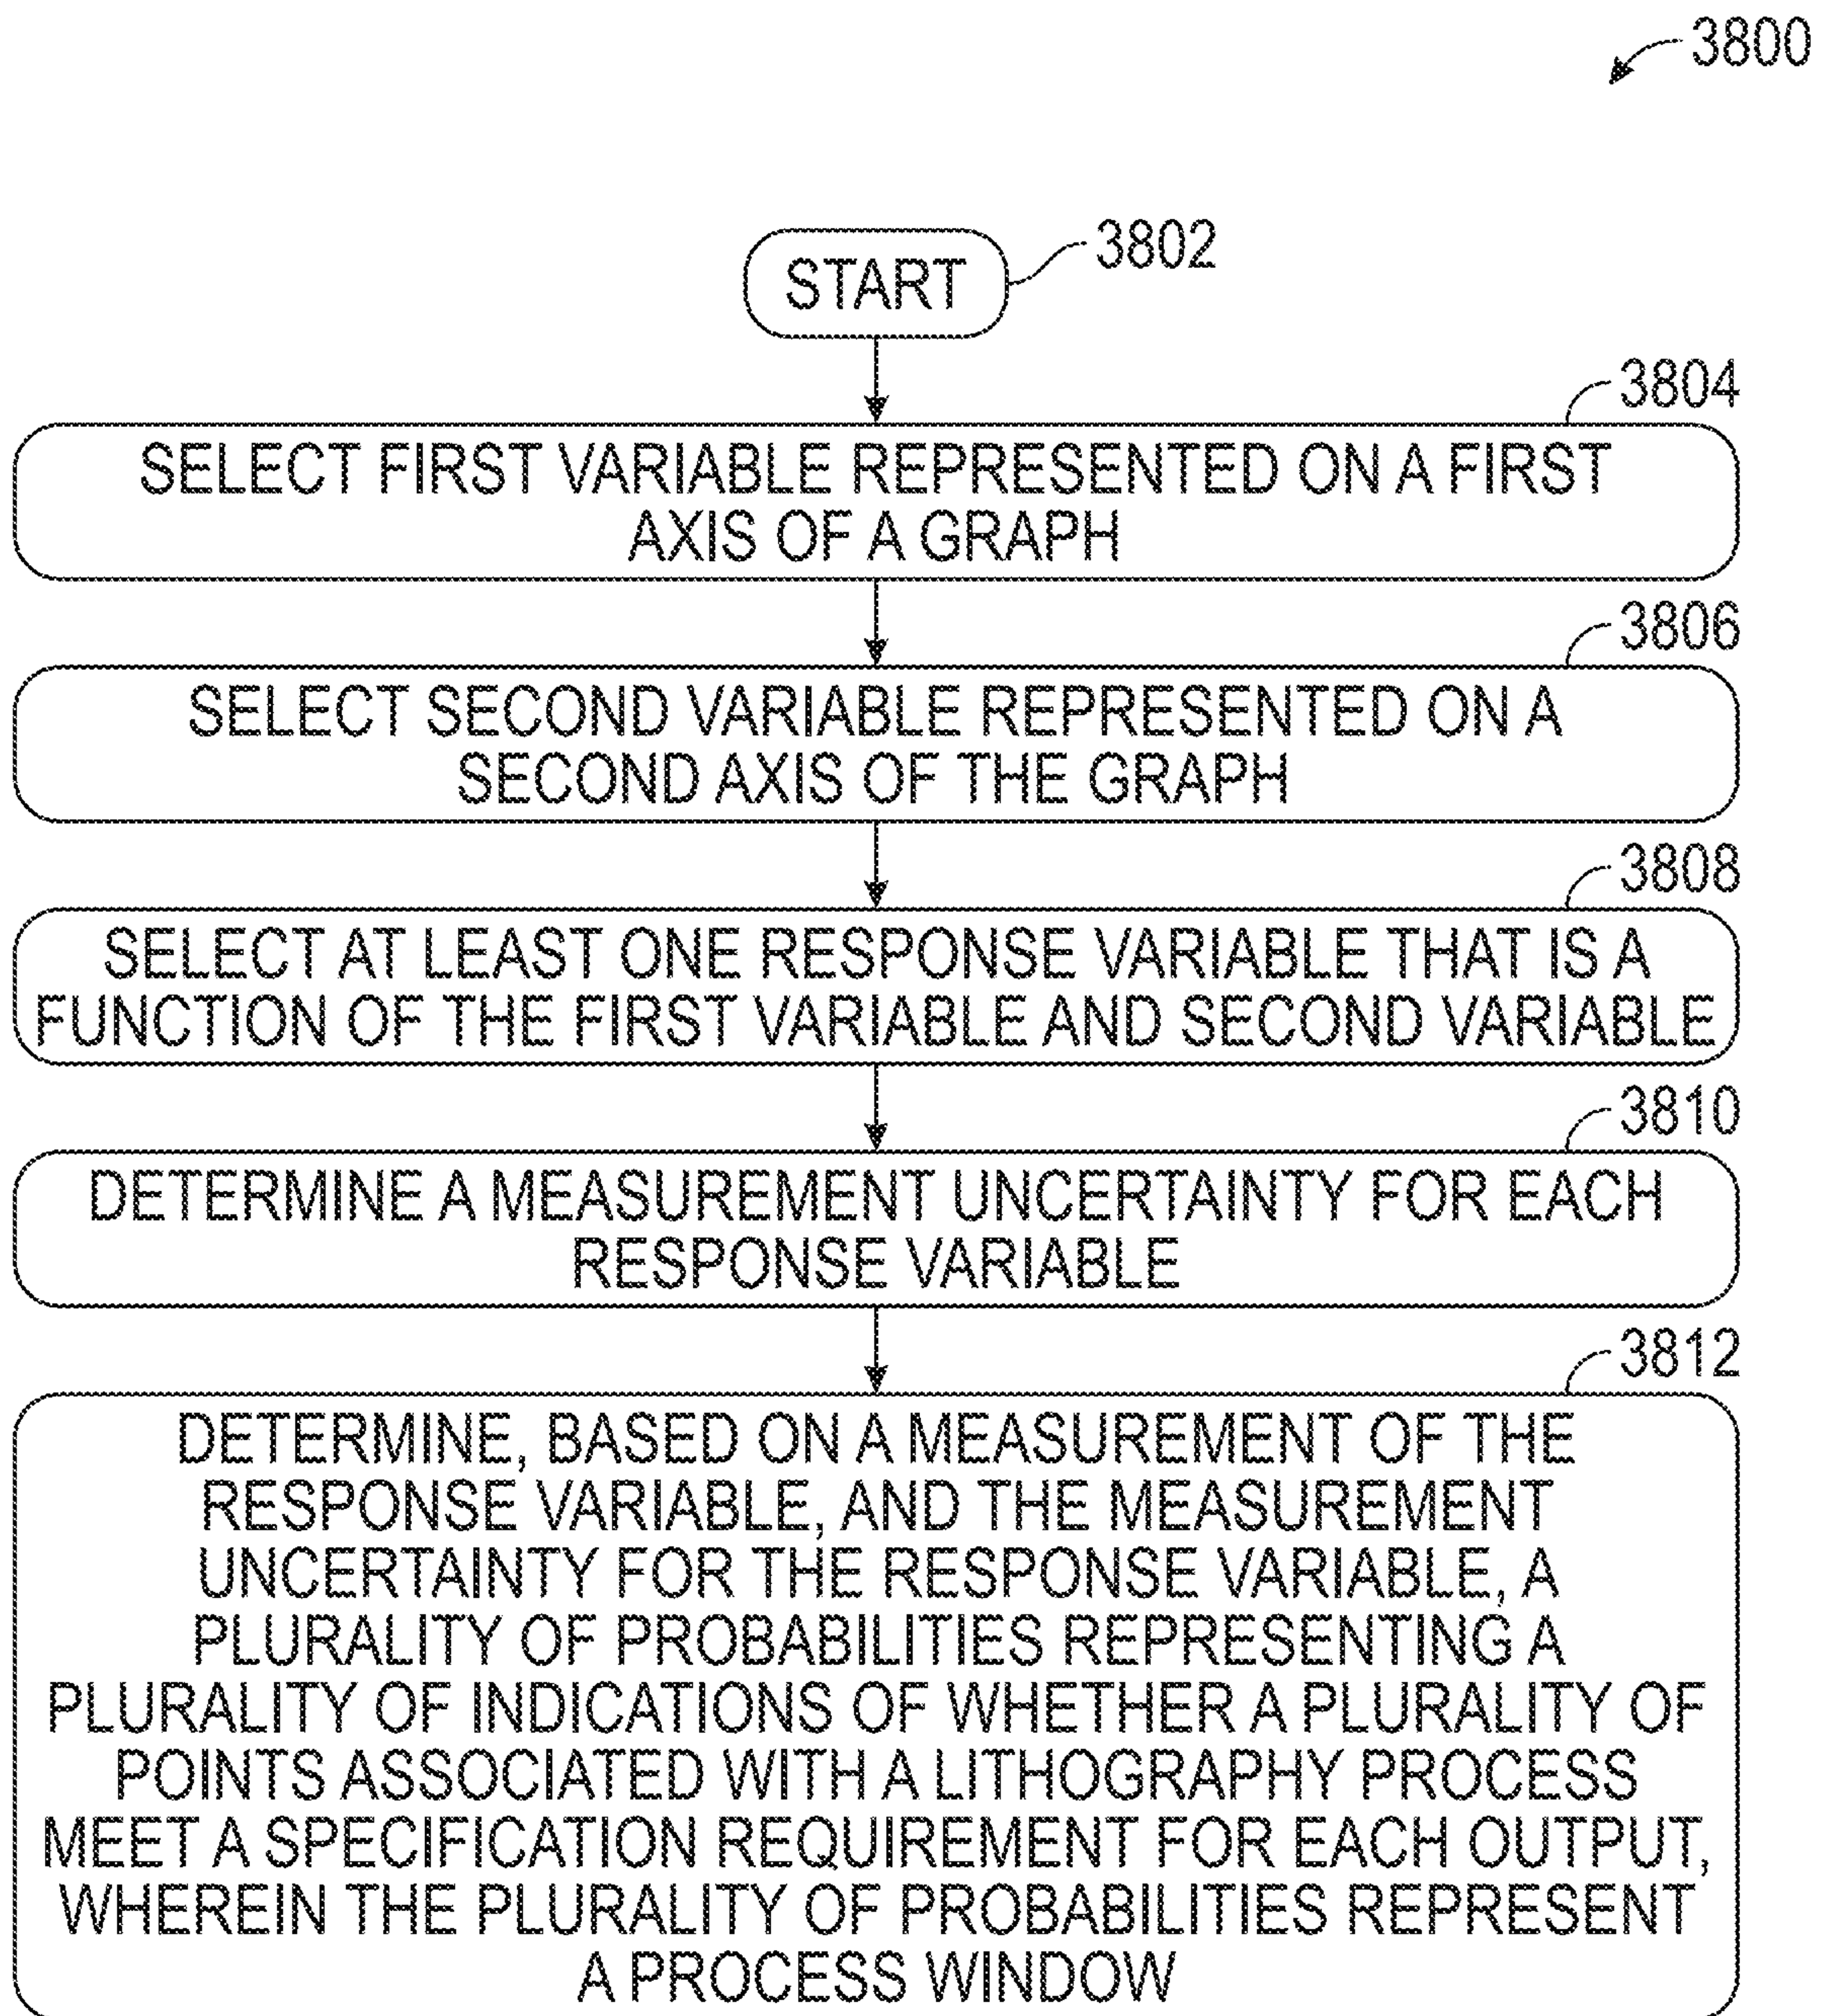 3800
START
3802
3804
SELECT FIRST VARIABLE REPRESENTED ON A FIRST
AXIS OF A GRAPH
3806
SELECT SECOND VARIABLE REPRESENTED ON A
SECOND AXIS OF THE GRAPH
3808
SELECT AT LEAST ONE RESPONSE VARIABLE THAT IS A
FUNCTION OF THE FIRST VARIABLE AND SECOND VARIABLE
3810
DETERMINE A MEASUREMENT UNCERTAINTY FOR EACH
RESPONSE VARIABLE
3812
DETERMINE, BASED ON A MEASUREMENT OF THE
RESPONSE VARIABLE, AND THE MEASUREMENT
UNCERTAINTY FOR THE RESPONSE VARIABLE, A
PLURALITY OF PROBABILITIES REPRESENTING A
PLURALITY OF INDICATIONS OF WHETHER A PLURALITY OF
POINTS ASSOCIATED WITH A LITHOGRAPHY PROCESS
MEET A SPECIFICATION REQUIREMENT FOR EACH OUTPUT,
WHEREIN THE PLURALITY OF PROBABILITIES REPRESENT
A PROCESS WINDOW